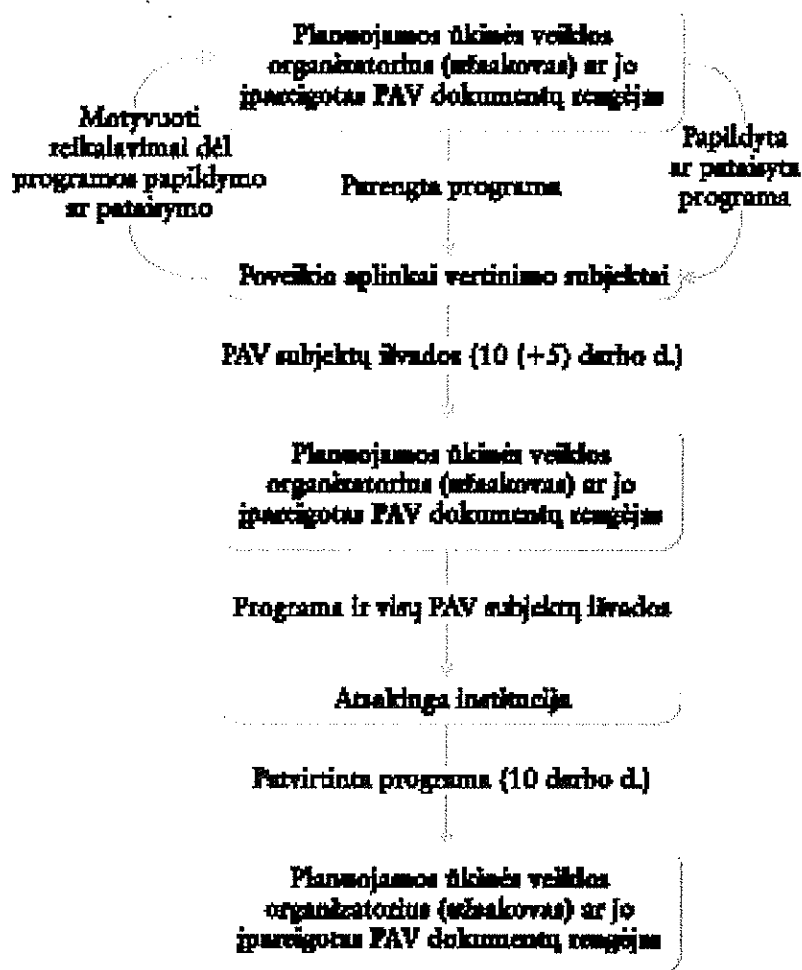 Planuojamos ūkinės veiklos
organizatorius (užsakovas) ar jo
įpareigotas PAV dokumentų rengėjas
Motyvuoti
reikalavimai dėl
programos papildymo
ar pataisymo
Parengta programa
Papildyta
ar pataisyta
programa
Poveikio aplinkai vertinimo subjektai
PAV subjektų išvados (10 (+5) darbo d.)
Planuojamos ūkinės veiklos
organizatorius (užsakovas) ar jo
įpareigotas PAV dokumentų rengėjas
Programa ir visų PAV subjektų išvados
Atsakinga institucija
Patvirtinta programa (10 darbo d.)
Planuojamos ūkinės veiklos
organizatorius (užsakovas) ar jo
įpareigotas PAV dokumentų rengėjas